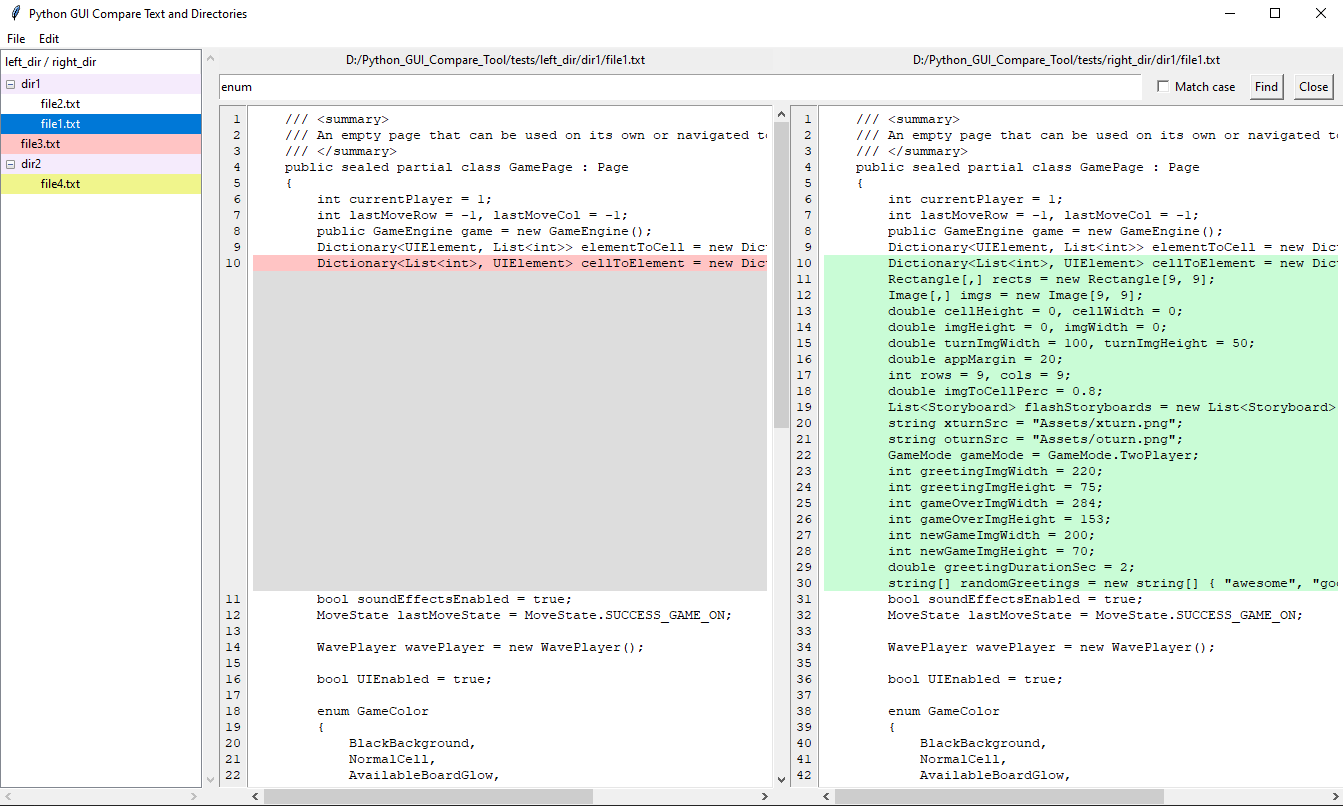 Python GUI Compare Text and Directories
File Edit
left_dir / right_dir
dir1
file2.txt
file1.txt
file3.txt
dir2
file4.txt
D:/Python_GUI_Compare_Tool/tests/left_dir/dir1/file1.txt
D:/Python_GUI_Compare_Tool/tests/right_dir/dir1/file1.txt
enum
Match case Find Close
1 /// <summary>
2 /// An empty page that can be used on its own or navigated t
3 /// </summary>
4 public sealed partial class GamePage : Page
5 {
6 int currentPlayer = 1;
7 int lastMoveRow = -1, lastMoveCol = -1;
8 public GameEngine game = new GameEngine();
9 Dictionary<UIElement, List<int>> elementToCell = new Dict
10 Dictionary<List<int>, UIElement> cellToElement = new Dict
11 bool soundEffectsEnabled = true;
12 MoveState lastMoveState = MoveState.SUCCESS_GAME_ON;
13
14 WavePlayer wavePlayer = new WavePlayer();
15
16 bool UIEnabled = true;
17
18 enum GameColor
19 {
20 BlackBackground,
21 NormalCell,
22 AvailableBoardGlow,
1 /// <summary>
2 /// An empty page that can be used on its own or navigated t
3 /// </summary>
4 public sealed partial class GamePage : Page
5 {
6 int currentPlayer = 1;
7 int lastMoveRow = -1, lastMoveCol = -1;
8 public GameEngine game = new GameEngine();
9 Dictionary<UIElement, List<int>> elementToCell = new Dict
10 Dictionary<List<int>, UIElement> cellToElement = new Dict
11 Rectangle[,] rects = new Rectangle[9, 9];
12 Image[,] imgs = new Image[9, 9];
13 double cellHeight = 0, cellWidth = 0;
14 double imgHeight = 0, imgWidth = 0;
15 double turnImgWidth = 100, turnImgHeight = 50;
16 double appMargin = 20;
17 int rows = 9, cols = 9;
18 double imgToCellPerc = 0.8;
19 List<Storyboard> flashStoryboards = new List<Storyboard>
20 string xturnSrc = "Assets/xturn.png";
21 string oturnSrc = "Assets/oturn.png";
22 GameMode gameMode = GameMode.TwoPlayer;
23 int greetingImgWidth = 220;
24 int greetingImgHeight = 75;
25 int gameOverImgWidth = 284;
26 int gameOverImgHeight = 153;
27 int newGameImgWidth = 200;
28 int newGameImgHeight = 70;
29 double greetingDurationSec = 2;
30 string[] randomGreetings = new string[] { "awesome", "go
31 bool soundEffectsEnabled = true;
32 MoveState lastMoveState = MoveState.SUCCESS_GAME_ON;
33
34 WavePlayer wavePlayer = new WavePlayer();
35
36 bool UIEnabled = true;
37
38 enum GameColor
39 {
40 BlackBackground,
41 NormalCell,
42 AvailableBoardGlow,